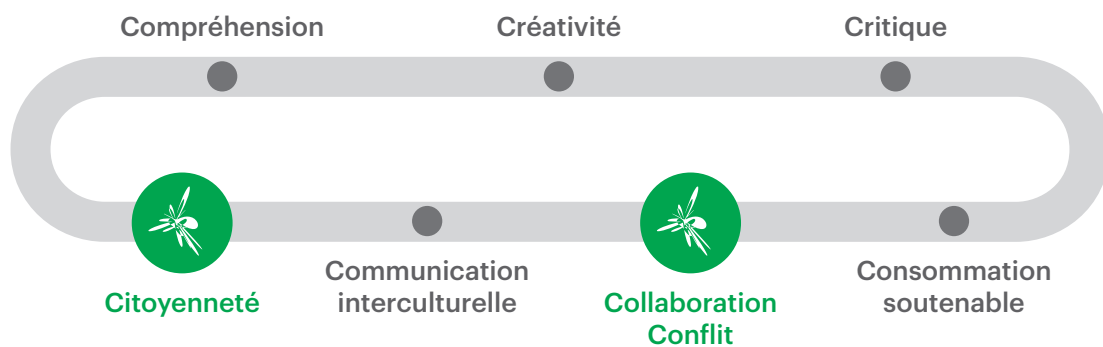 Compréhension
Créativité
Critique
Citoyenneté
Communication
interculturelle
Collaboration
Conflit
Consommation
soutenable